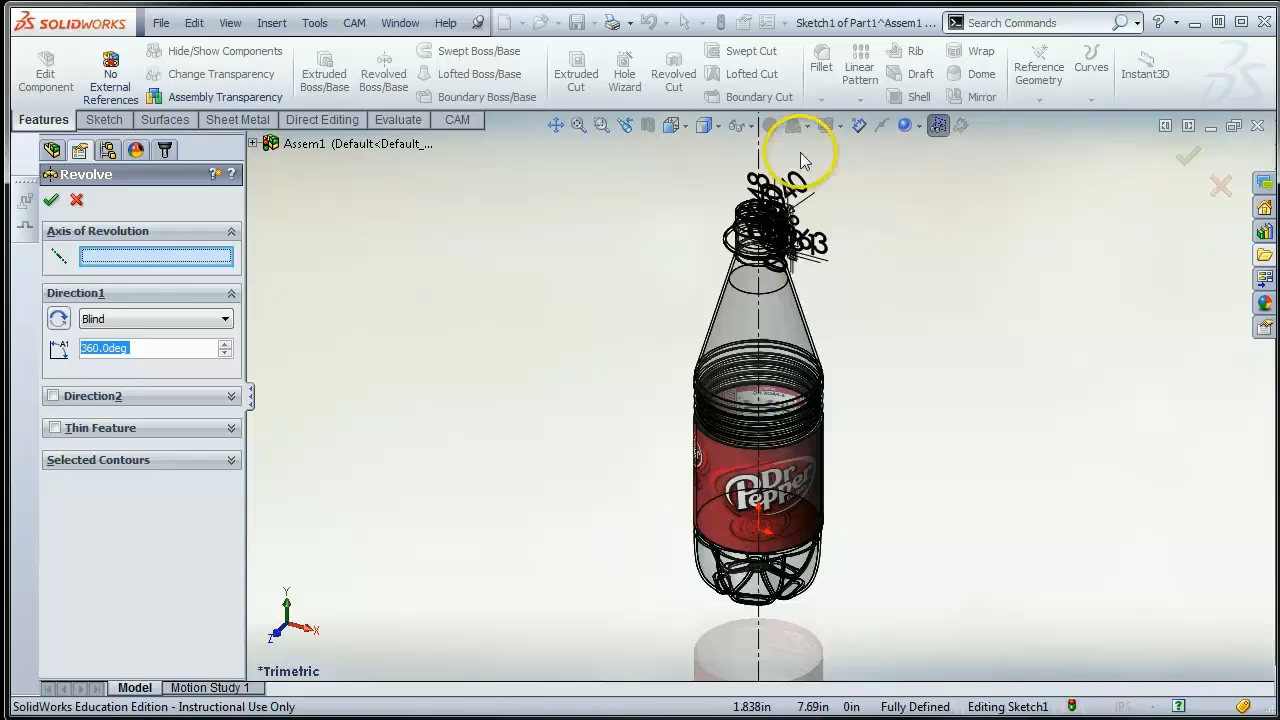 SOLIDWORKS File Edit View Insert Tools CAM Window Help Sketch1 of Part1^Assem1 ... Search Commands
Edit Component
No External References
Hide/Show Components
Change Transparency
Assembly Transparency
Extruded Boss/Base
Revolved Boss/Base
Swept Boss/Base
Lofted Boss/Base
Boundary Boss/Base
Extruded Cut
Hole Wizard
Revolved Cut
Swept Cut
Lofted Cut
Boundary Cut
Fillet
Linear Pattern
Rib
Draft
Shell
Wrap
Dome
Mirror
Reference Geometry
Curves
Instant3D
Features Sketch Surfaces Sheet Metal Direct Editing Evaluate CAM
Assem1 (Default<Default_...
Revolve
Axis of Revolution
Direction1
Blind
360.0deg
Direction2
Thin Feature
Selected Contours
Dr
Pepper
Y
X
Z
*Trimetric
Model Motion Study 1
SolidWorks Education Edition - Instructional Use Only 1.838in 7.69in 0in Fully Defined Editing Sketch1 IPS